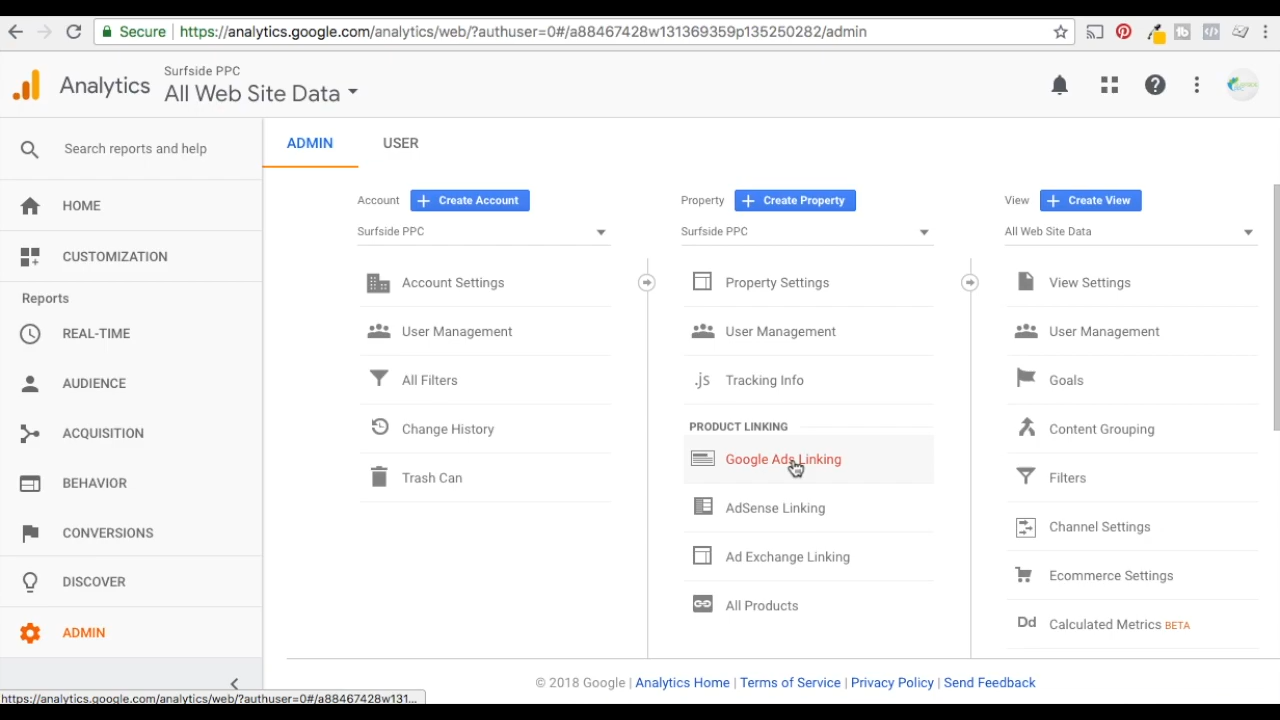 Secure | https://analytics.google.com/analytics/web/?authuser=0#/a88467428w131369359p135250282/admin
Analytics
Surfside PPC
All Web Site Data
Search reports and help
HOME
CUSTOMIZATION
Reports
REAL-TIME
AUDIENCE
ACQUISITION
BEHAVIOR
CONVERSIONS
DISCOVER
ADMIN
ADMIN USER
Account + Create Account
Surfside PPC
Account Settings
User Management
All Filters
Change History
Trash Can
Property + Create Property
Surfside PPC
Property Settings
User Management
.js Tracking Info
PRODUCT LINKING
Google Ads Linking
AdSense Linking
Ad Exchange Linking
All Products
View + Create View
All Web Site Data
View Settings
User Management
Goals
Content Grouping
Filters
Channel Settings
Ecommerce Settings
Dd Calculated Metrics BETA
© 2018 Google | Analytics Home | Terms of Service | Privacy Policy | Send Feedback
https://analytics.google.com/analytics/web/?authuser=0#/a88467428w131...